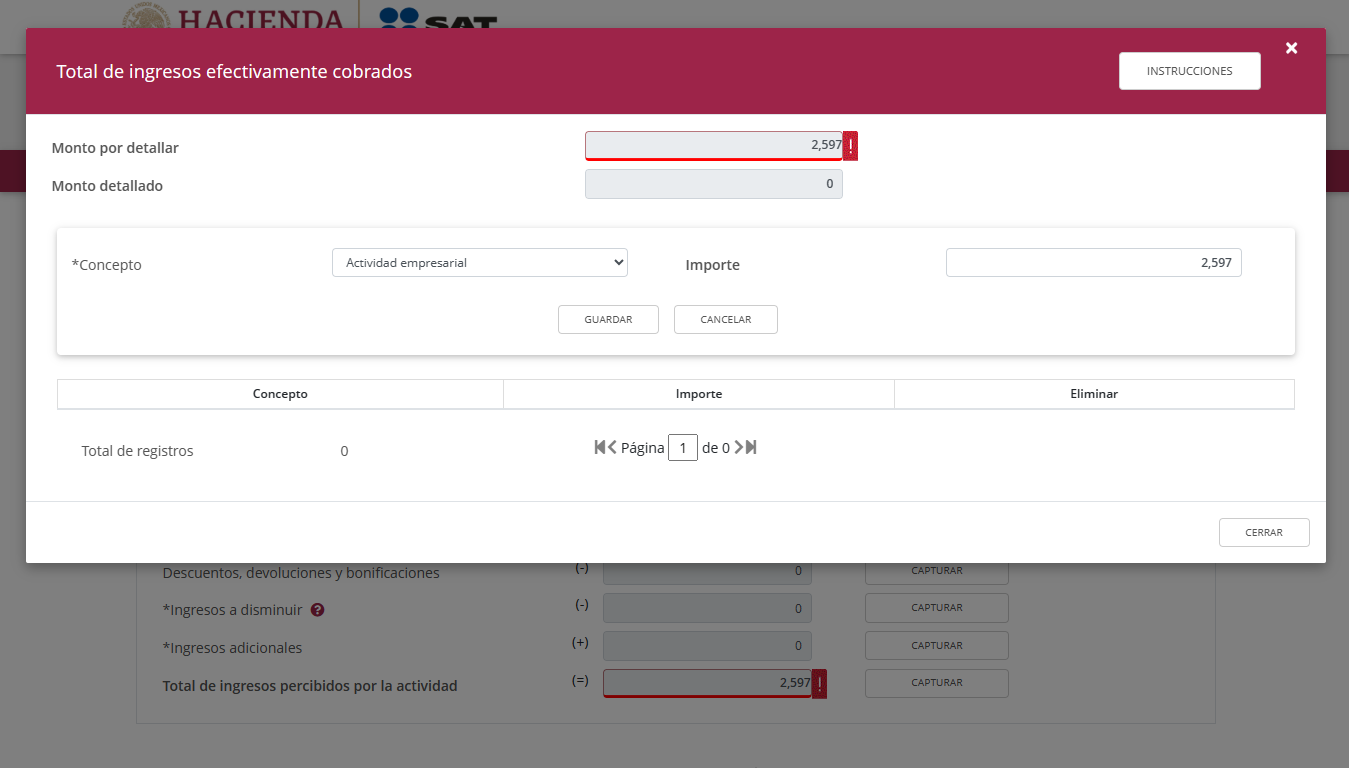 HACIENDA
SAT
Total de ingresos efectivamente cobrados
INSTRUCCIONES
Monto por detallar 2,597 !
Monto detallado 0
*Concepto Actividad empresarial Importe 2,597
GUARDAR CANCELAR
Concepto Importe Eliminar
Total de registros 0 Página 1 de 0
CERRAR
Descuentos, devoluciones y bonificaciones (-) 0 CAPTURAR
*Ingresos a disminuir ? (-) 0 CAPTURAR
*Ingresos adicionales (+) 0 CAPTURAR
Total de ingresos percibidos por la actividad (=) 2,597 ! CAPTURAR